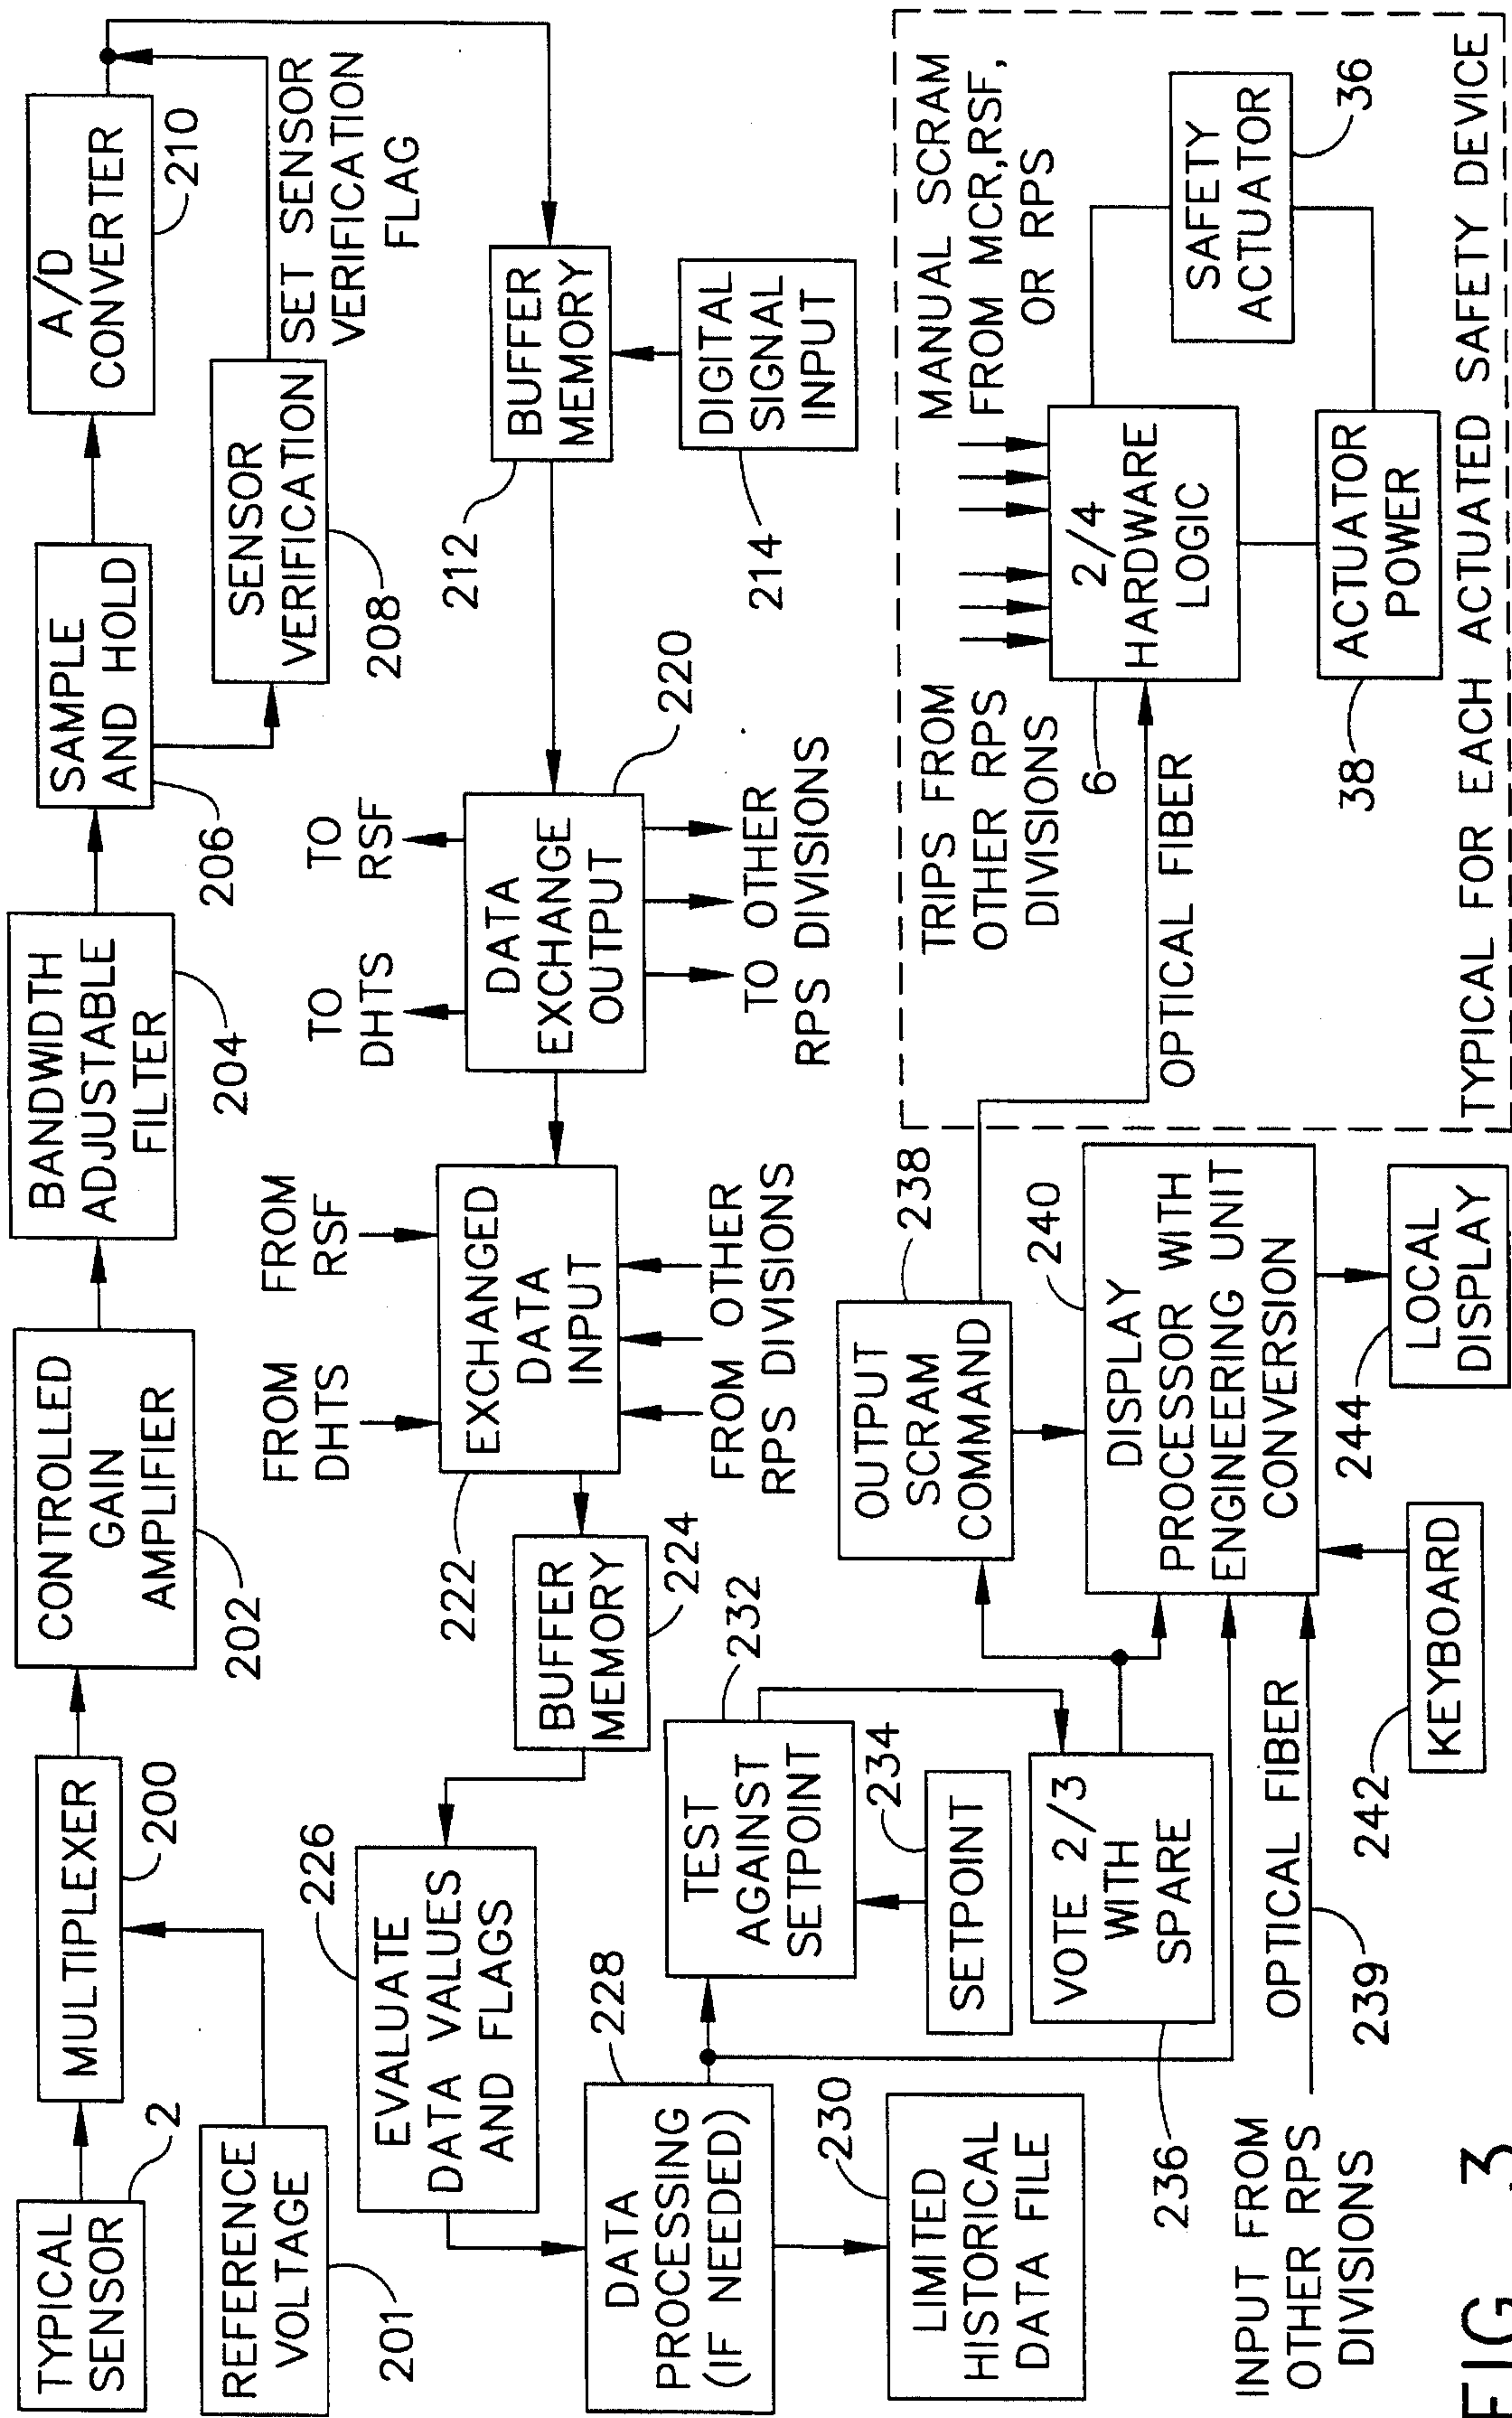 TYPICAL
SENSOR
2
REFERENCE
VOLTAGE
201
MULTIPLEXER
200
CONTROLLED
GAIN
AMPLIFIER
202
BANDWIDTH
ADJUSTABLE
FILTER
204
SAMPLE
AND HOLD
206
SENSOR
VERIFICATION
208
A/D
CONVERTER
210
SET SENSOR
VERIFICATION
FLAG
BUFFER
MEMORY
212
DIGITAL
SIGNAL
INPUT
214
TO
DHTS
TO
RSF
DATA
EXCHANGE
OUTPUT
220
TO OTHER
RPS DIVISIONS
TO OTHER
RPS DIVISIONS
FROM
DHTS
FROM
RSF
EXCHANGED
DATA
INPUT
222
FROM OTHER
RPS DIVISIONS
FROM OTHER
BUFFER
MEMORY
224
226
EVALUATE
DATA VALUES
AND FLAGS
228
DATA
PROCESSING
(IF NEEDED)
230
LIMITED
HISTORICAL
DATA FILE
232
TEST
AGAINST
SETPOINT
234
SETPOINT
VOTE 2/3
WITH
SPARE
236
238
OUTPUT
SCRAM
COMMAND
240
DISPLAY
PROCESSOR WITH
ENGINEERING UNIT
CONVERSION
INPUT FROM
OTHER RPS
DIVISIONS
OPTICAL FIBER
239
KEYBOARD
242
LOCAL
DISPLAY
244
TRIPS FROM
OTHER RPS
DIVISIONS
OPTICAL FIBER
MANUAL SCRAM
FROM MCR,RSF,
OR RPS
2/4
HARDWARE
LOGIC
6
SAFETY
ACTUATOR
36
ACTUATOR
POWER
38
TYPICAL FOR EACH ACTUATED SAFETY DEVICE
FIG. 3